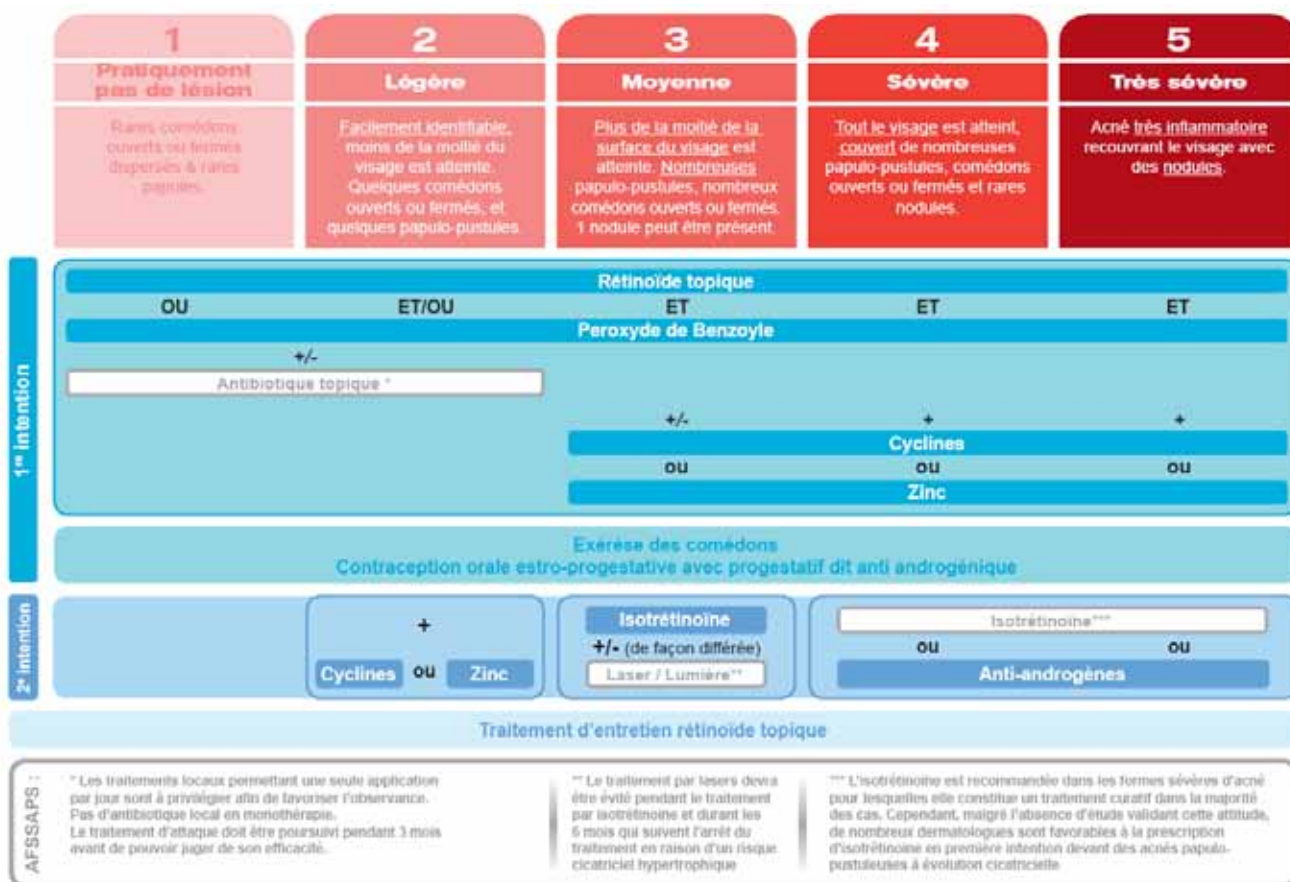 1
Pratiquement
pas de lésion
Rares comédons
ouverts ou fermés
dispersés & rares
papules.
2
Légère
Facilement identifiable,
moins de la moitié du
visage est atteinte.
Quelques comédons
ouverts ou fermés, et
quelques papulo-pustules.
3
Moyenne
Plus de la moitié de la
surface du visage est
atteinte. Nombreuses
papulo-pustules, nombreux
comédons ouverts ou fermés.
1 nodule peut être présent.
4
Sévère
Tout le visage est atteint,
couvert de nombreuses
papulo-pustules, comédons
ouverts ou fermés et rares
nodules.
5
Très sévère
Acné très inflammatoire
recouvrant le visage avec
des nodules.
1re intention
Rétinoïde topique
OU ET/OU ET ET ET
Peroxyde de Benzoyle
+/-
Antibiotique topique *
+/- + +
Cyclines
ou ou ou
Zinc
Exérèse des comédons
Contraception orale estro-progestative avec progestatif dit anti androgénique
2e intention
+
Cyclines ou Zinc
Isotrétinoïne
+/- (de façon différée)
Laser / Lumière**
Isotrétinoïne***
ou ou
Anti-androgènes
Traitement d'entretien rétinoïde topique
AFSSAPS :
* Les traitements locaux permettant une seule application
par jour sont à privilégier afin de favoriser l'observance.
Pas d'antibiotique local en monothérapie.
Le traitement d'attaque doit être poursuivi pendant 3 mois
avant de pouvoir juger de son efficacité.
** Le traitement par lasers devra
être évité pendant le traitement
par isotrétinoïne et durant les
6 mois qui suivent l'arrêt du
traitement en raison d'un risque
cicatriciel hypertrophique
*** L'isotrétinoïne est recommandée dans les formes sévères d'acné
pour lesquelles elle constitue un traitement curatif dans la majorité
des cas. Cependant, malgré l'absence d'étude validant cette attitude,
de nombreux dermatologues sont favorables à la prescription
d'isotrétinoïne en première intention devant des acnés papulo-
pustuleuses à évolution cicatricielle